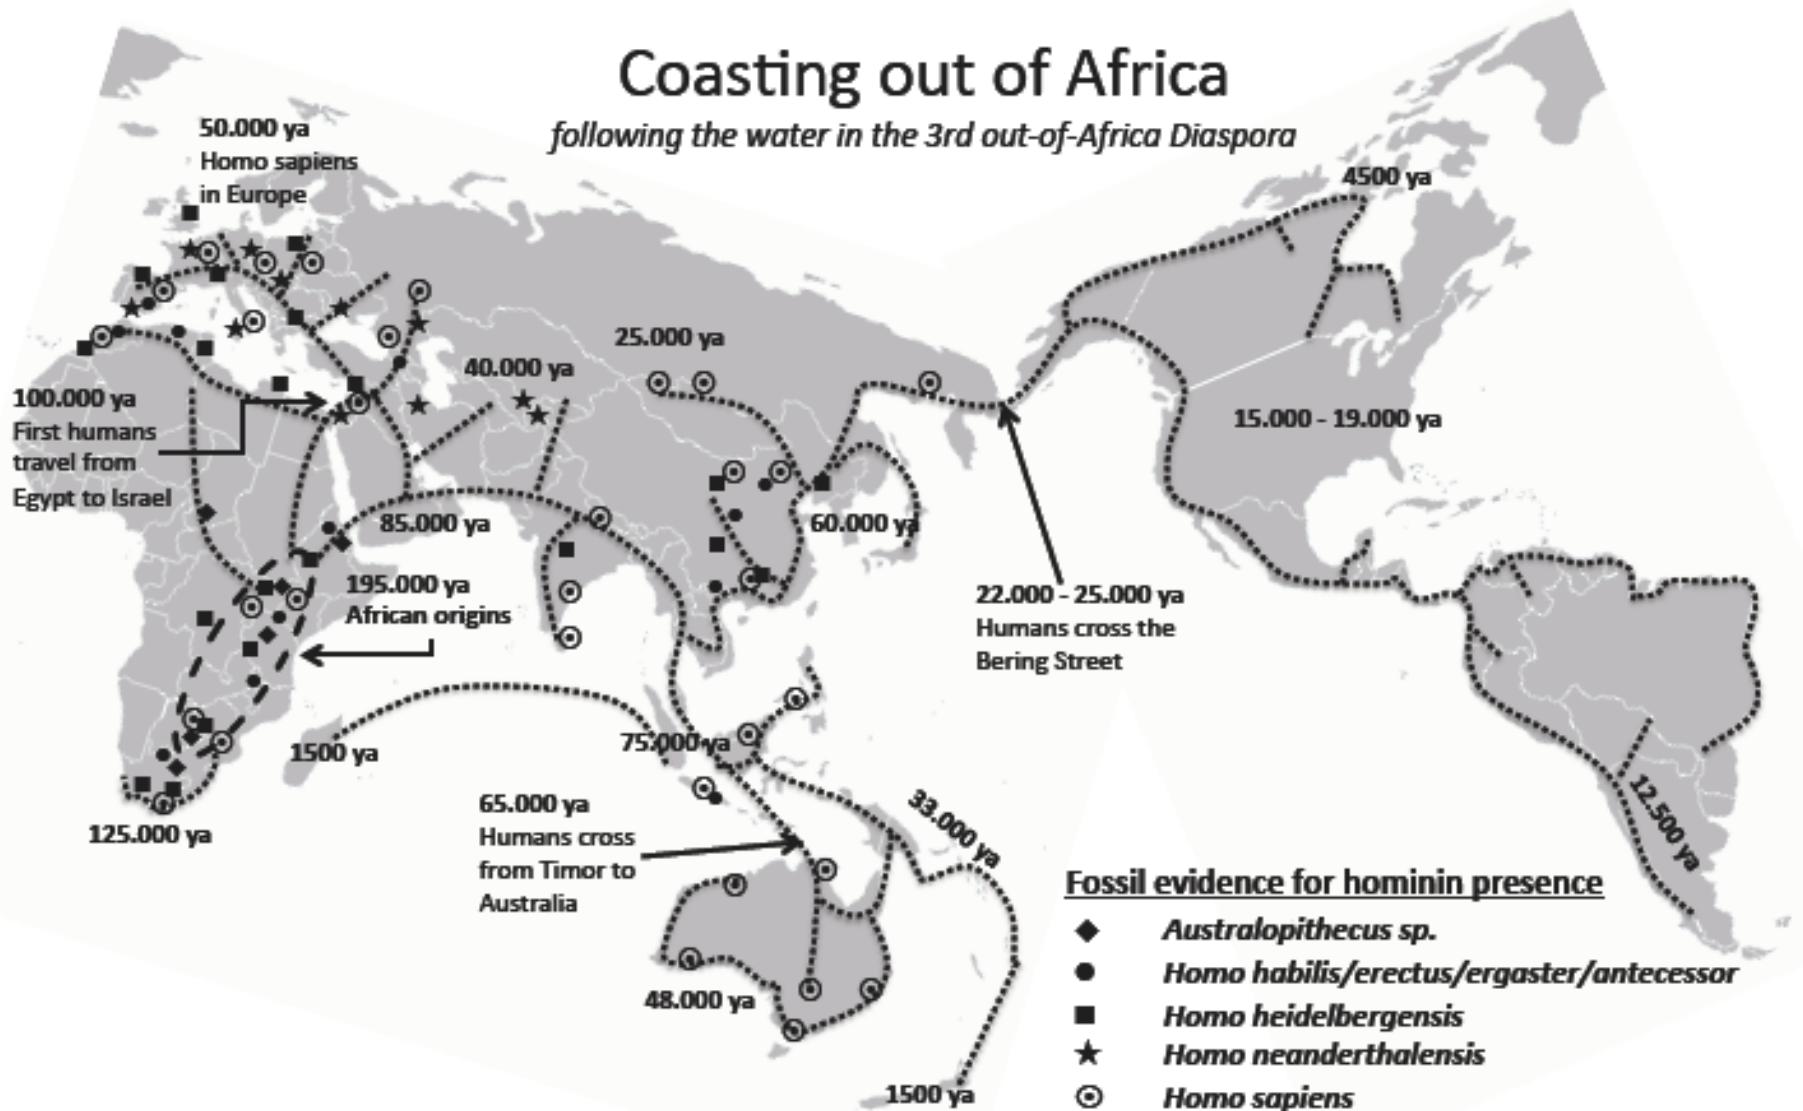 Coasting out of Africa
following the water in the 3rd out-of-Africa Diaspora
50.000 ya
Homo sapiens
in Europe
4500 ya
25.000 ya
40.000 ya
100.000 ya
First humans
travel from
Egypt to Israel
15.000 - 19.000 ya
85.000 ya
60.000 ya
195.000 ya
African origins
22.000 - 25.000 ya
Humans cross the
Bering Street
1500 ya
75.000 ya
65.000 ya
Humans cross
from Timor to
Australia
33.000 ya
12.500 ya
125.000 ya
48.000 ya
1500 ya
Fossil evidence for hominin presence
Australopithecus sp.
Homo habilis/erectus/ergaster/antecessor
Homo heidelbergensis
Homo neanderthalensis
Homo sapiens